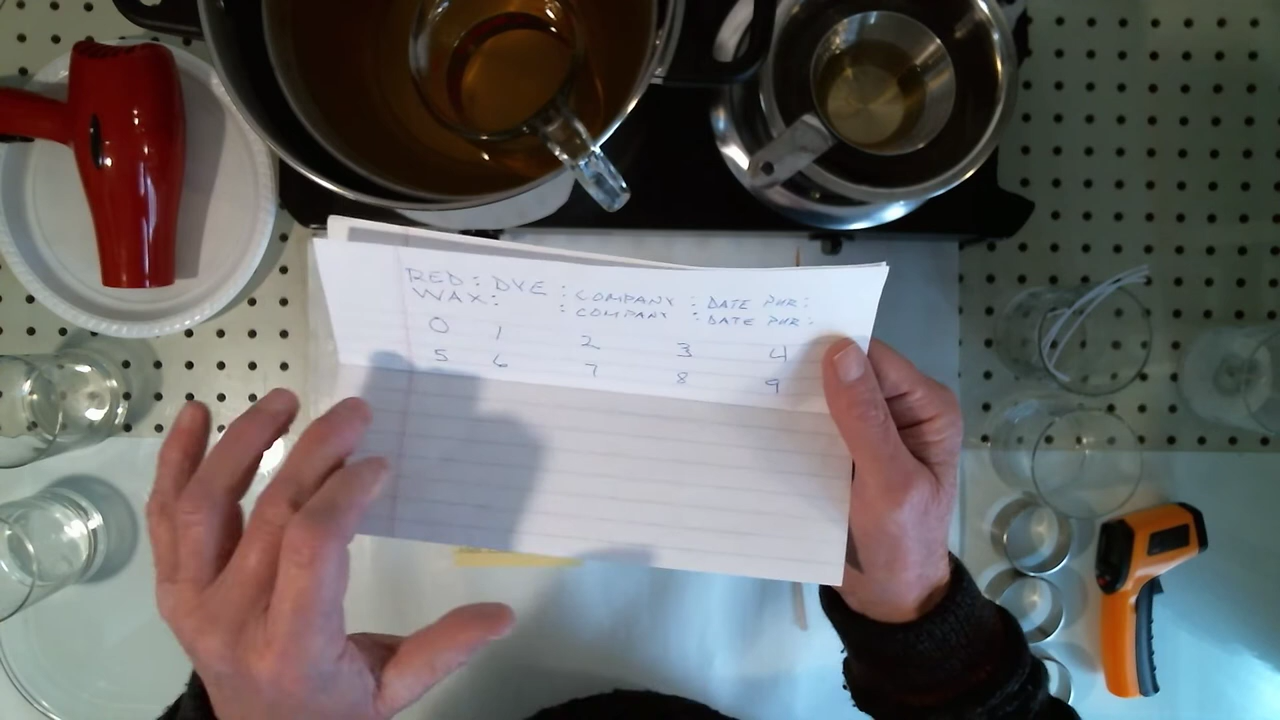 RED: DYE : COMPANY : DATE PUR:
WAX: : COMPANY : DATE PUR:
0 1 2 3 4
5 6 7 8 9